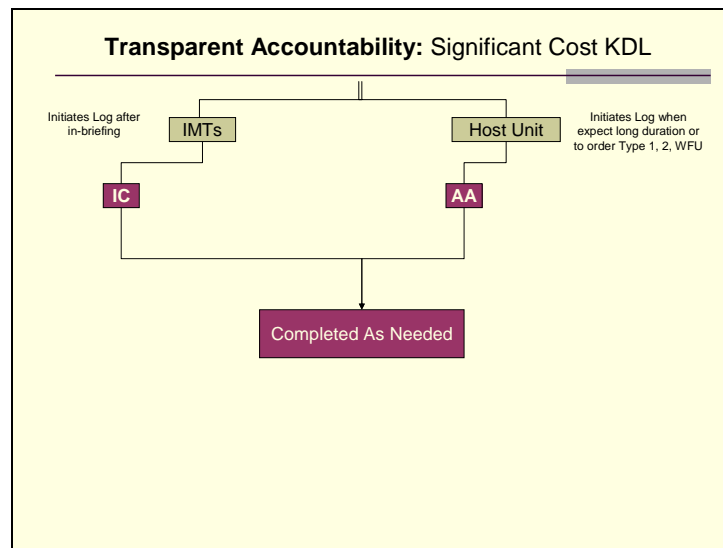 Transparent Accountability: Significant Cost KDL
Initiates Log after
in-briefing
IMTs
Host Unit
Initiates Log when
expect long duration or
to order Type 1, 2, WFU
IC
AA
Completed As Needed